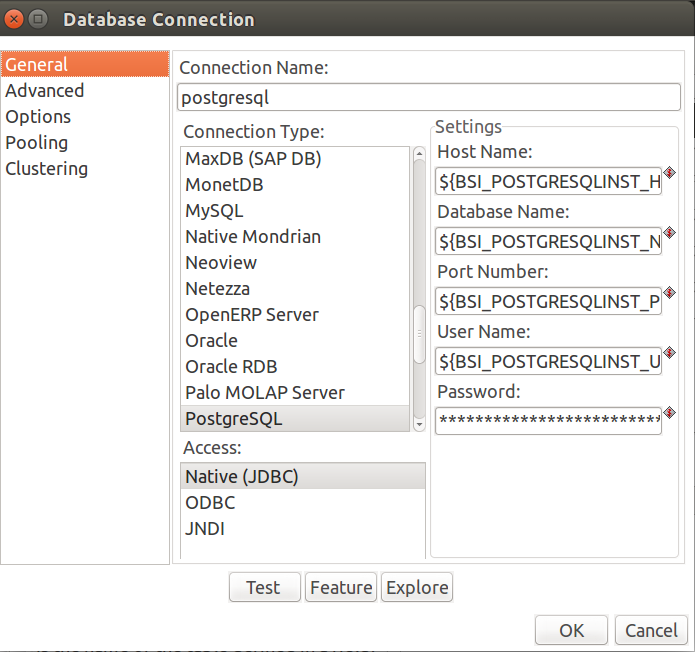 Database Connection
General
Advanced
Options
Pooling
Clustering
Connection Name:
postgresql
Connection Type:
MaxDB (SAP DB)
MonetDB
MySQL
Native Mondrian
Neoview
Netezza
OpenERP Server
Oracle
Oracle RDB
Palo MOLAP Server
PostgreSQL
Access:
Native (JDBC)
ODBC
JNDI
Settings
Host Name:
${BSI_POSTGRESQLINST_H
Database Name:
${BSI_POSTGRESQLINST_N
Port Number:
${BSI_POSTGRESQLINST_P
User Name:
${BSI_POSTGRESQLINST_U
Password:
*************************
Test Feature Explore
OK Cancel